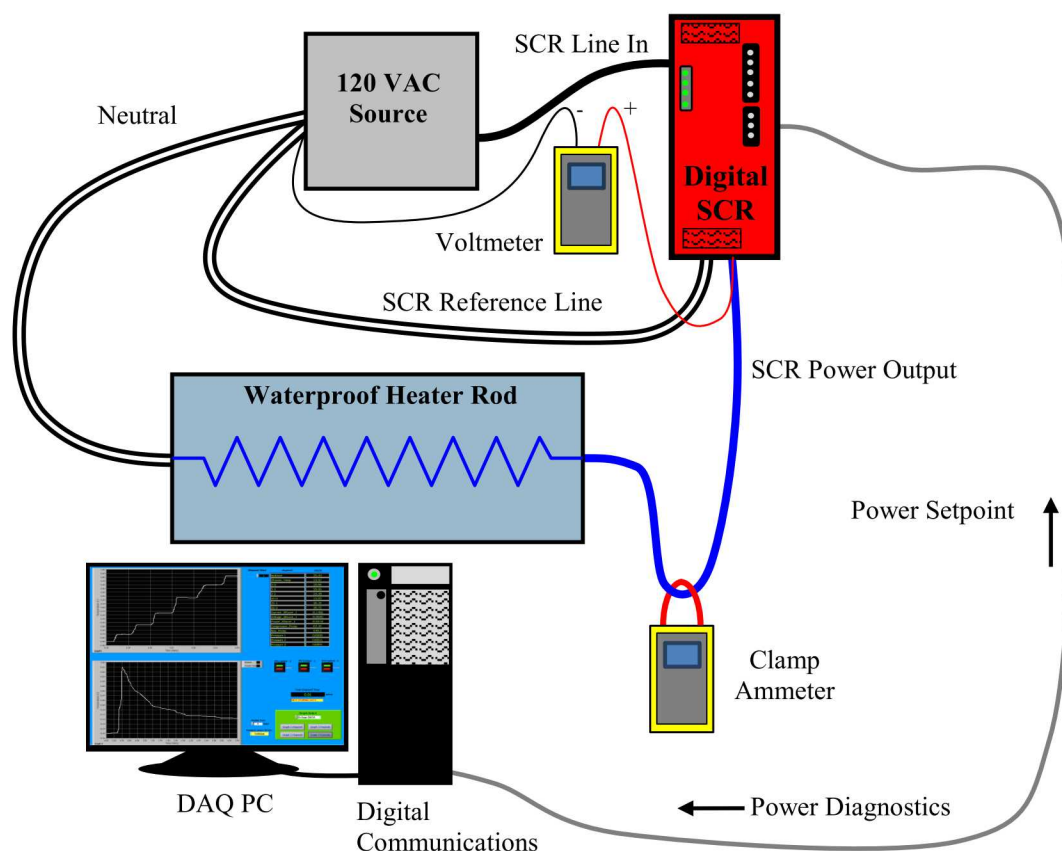 SCR Line In
120 VAC
Source
Neutral
- +
Digital
SCR
Voltmeter
SCR Reference Line
SCR Power Output
Waterproof Heater Rod
Power Setpoint
Clamp
Ammeter
DAQ PC
Digital
Communications
Power Diagnostics